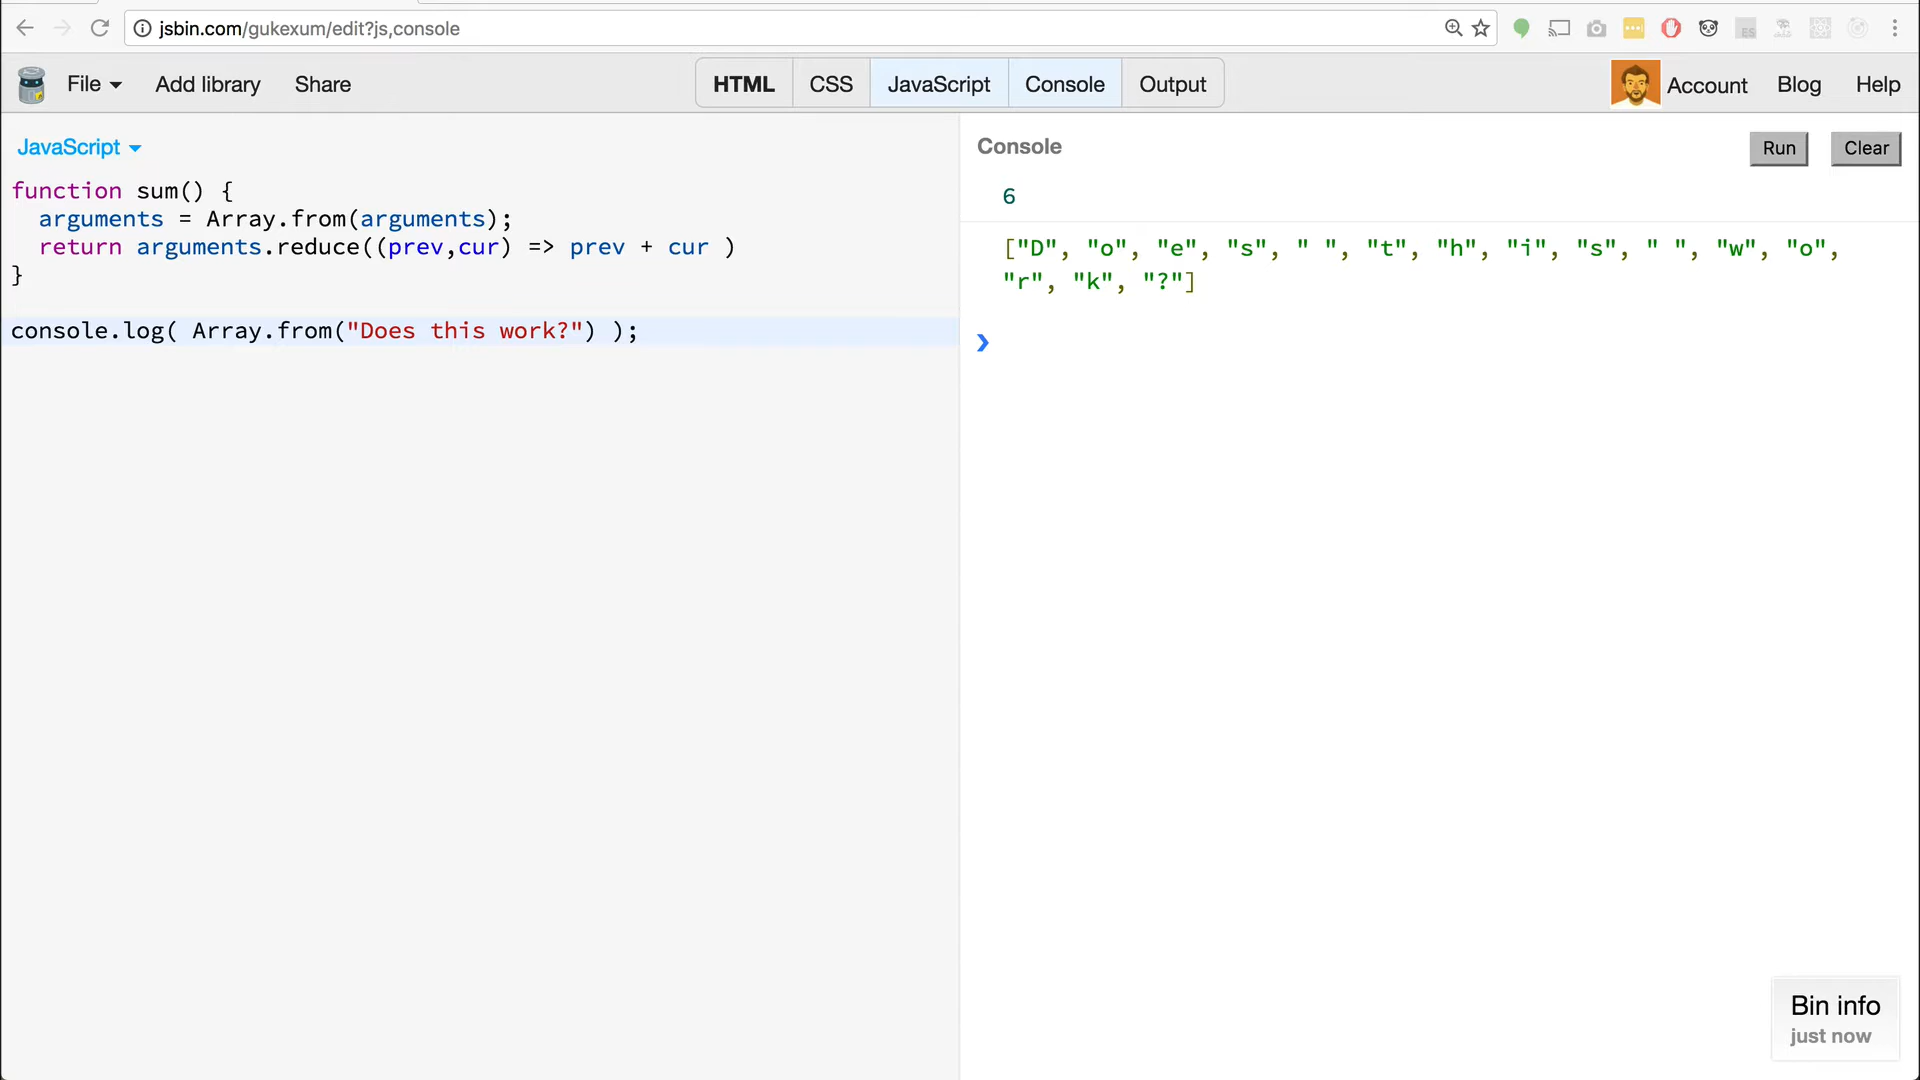 jsbin.com/gukexum/edit?js,console
File Add library Share HTML CSS JavaScript Console Output Account Blog Help
JavaScript
function sum() {
  arguments = Array.from(arguments);
  return arguments.reduce((prev,cur) => prev + cur )
}
console.log( Array.from("Does this work?") );
Console Run Clear
6
["D", "o", "e", "s", " ", "t", "h", "i", "s", " ", "w", "o",
"r", "k", "?"]
Bin info
just now